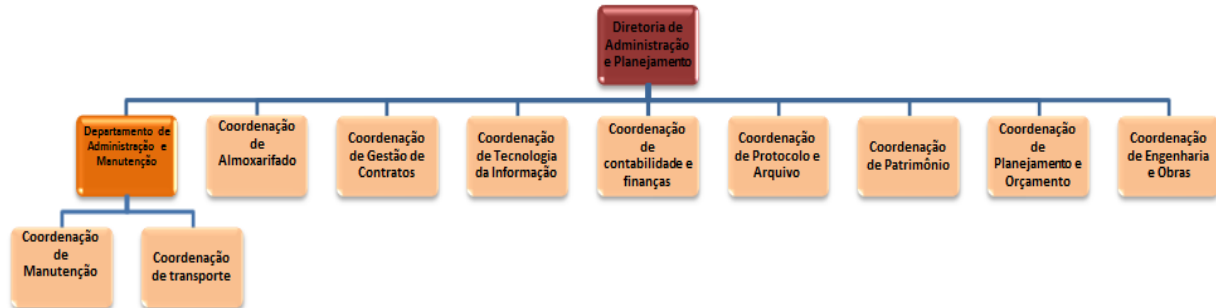 Diretoria de
Administração
e Planejamento
Departamento de
Administração e
Manutenção
Coordenação
de
Almoxarifado
Coordenação
de Gestão de
Contratos
Coordenação
de Tecnologia
da Informação
Coordenação
de
contabilidade e
finanças
Coordenação
de Protocolo e
Arquivo
Coordenação
de Patrimônio
Coordenação
de
Planejamento e
Orçamento
Coordenação
de Engenharia
e Obras
Coordenação
de
Manutenção
Coordenação
de transporte